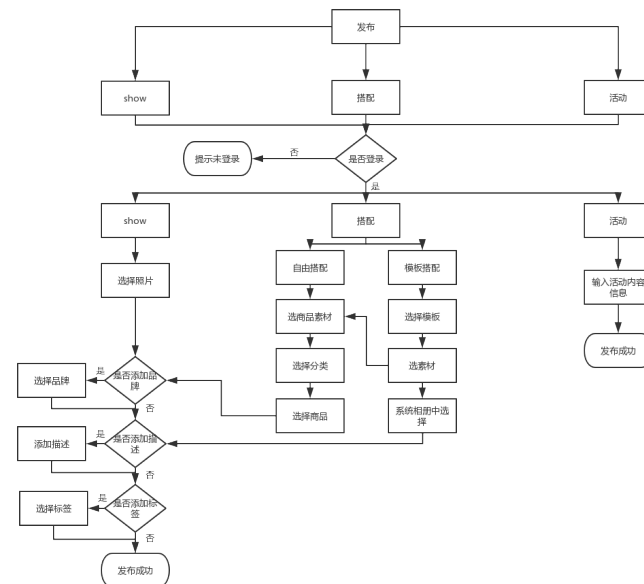 发布
show
搭配
活动
提示未登录
否
是否登录
是
show
搭配
活动
自由搭配
模板搭配
选择照片
输入活动内容
信息
选商品素材
选择模板
发布成功
选择分类
选素材
选择品牌
是
是否添加品
牌
否
选择商品
系统相册中选
择
添加描述
是
是否添加描
述
否
选择标签
是
是否添加标
签
否
发布成功